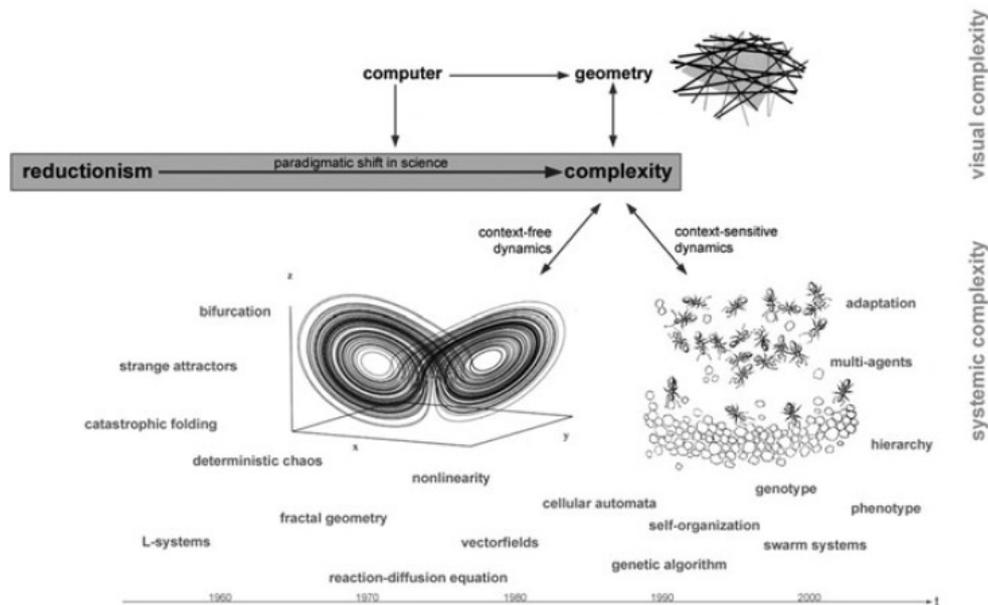 visual complexity
computer
geometry
paradigmatic shift in science
reductionism
complexity
context-free
dynamics
context-sensitive
dynamics
systemic complexity
z
bifurcation
adaptation
strange attractors
multi-agents
catastrophic folding
x
y
hierarchy
deterministic chaos
nonlinearity
genotype
cellular automata
phenotype
fractal geometry
self-organization
L-systems
vectorfields
swarm systems
genetic algorithm
reaction-diffusion equation
1960
1970
1980
1990
2000
t